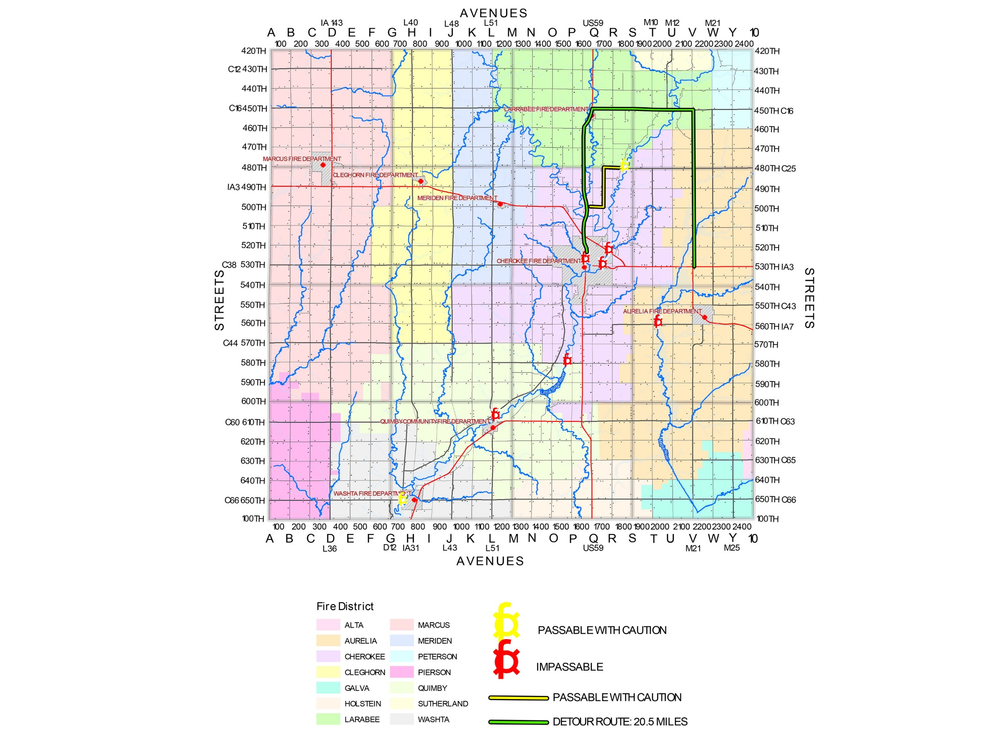 AVENUES
IA 143 L40 L48 L51 US59 M10 M12 M21
A B C D E F G H I J K L M N O P Q R S T U V W Y 10
100 200 300 400 500 600 700 800 900 1000 1100 1200 1300 1400 1500 1600 1700 1800 1900 2000 2100 2200 2300 2400
420TH 420TH
C12 430TH 430TH
440TH 440TH
C16 450TH LARRABEE FIRE DEPARTMENT 450TH C16
460TH 460TH
470TH 470TH
MARCUS FIRE DEPARTMENT
480TH 480TH C25
CLEGHORN FIRE DEPARTMENT
IA3 490TH 490TH
MERIDEN FIRE DEPARTMENT
500TH 500TH
510TH 510TH
520TH 520TH
CHEROKEE FIRE DEPARTMENT
C38 530TH 530TH IA3
STREETS STREETS
540TH 540TH
550TH 550TH C43
AURELIA FIRE DEPARTMENT
560TH 560TH IA7
C44 570TH 570TH
580TH 580TH
590TH 590TH
Little Sioux River
600TH 600TH
C60 610TH QUIMBY COMMUNITY FIRE DEPARTMENT 610TH C63
620TH 620TH
Maple River
630TH 630TH C65
640TH 640TH
WASHTA FIRE DEPARTMENT
C66 650TH 650TH C66
100TH 100TH
100 200 300 400 500 600 700 800 900 1000 1100 1200 1300 1400 1500 1600 1700 1800 1900 2000 2100 2200 2300 2400
A B C D E F G H I J K L M N O P Q R S T U V W Y 10
L36 D12 IA31 L43 L51 US59 M21 M25
AVENUES
Fire District
ALTA
AURELIA
CHEROKEE
CLEGHORN
GALVA
HOLSTEIN
LARABEE
MARCUS
MERIDEN
PETERSON
PIERSON
QUIMBY
SUTHERLAND
WASHTA
PASSABLE WITH CAUTION
IMPASSABLE
PASSABLE WITH CAUTION
DETOUR ROUTE: 20.5 MILES